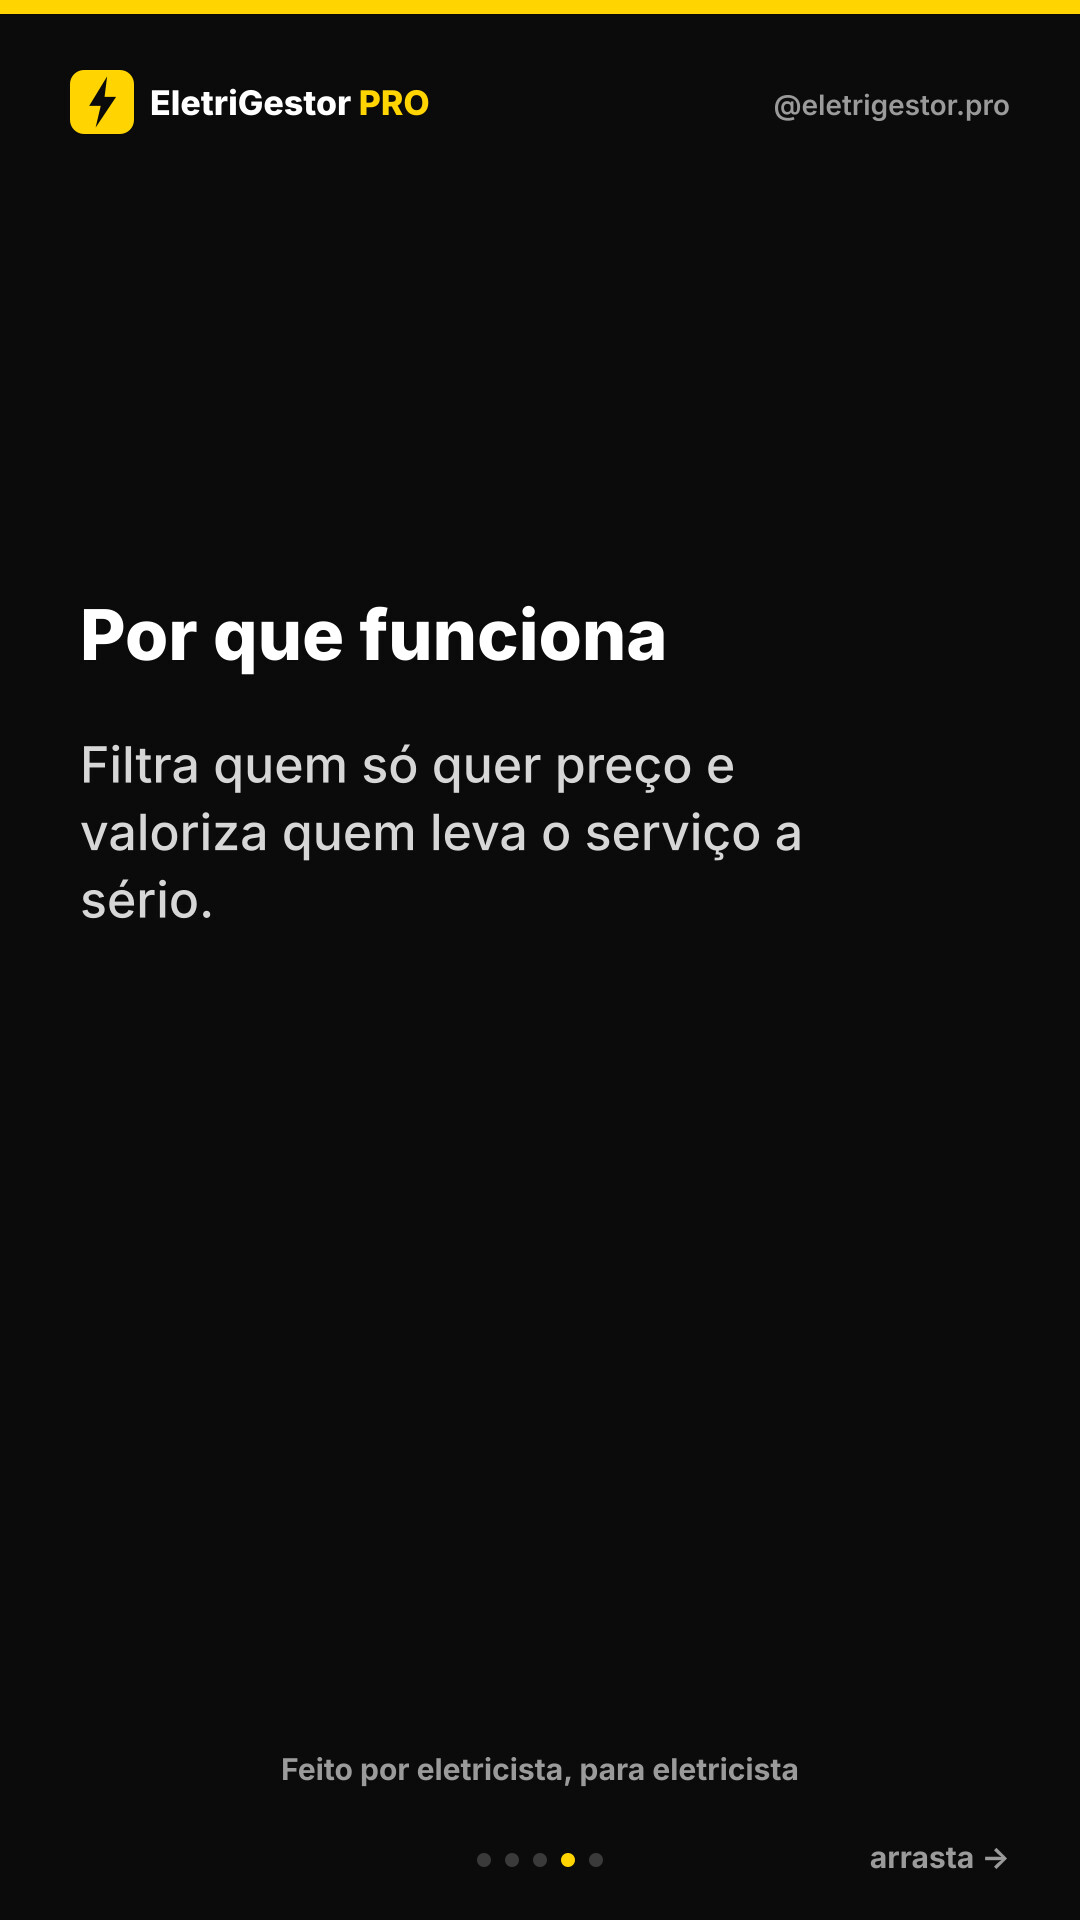 EletriGestor PRO
@eletrigestor.pro
Por que funciona
Filtra quem só quer preço e
valoriza quem leva o serviço a
sério.
Feito por eletricista, para eletricista
arrasta →